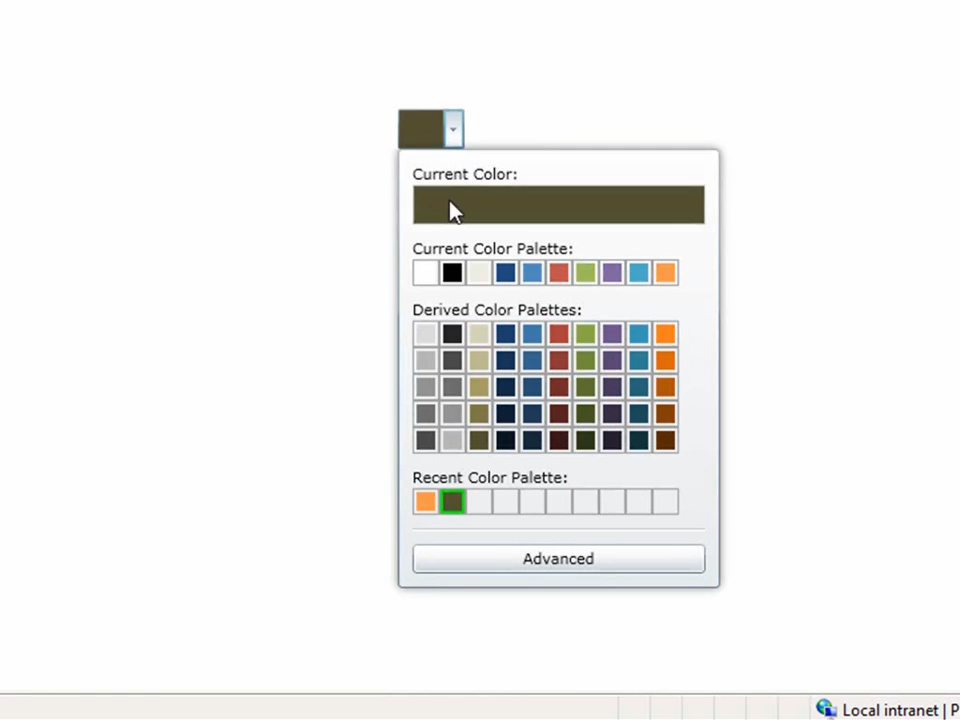 Current Color:
Current Color Palette:
Derived Color Palettes:
Recent Color Palette:
Advanced
Local intranet | P